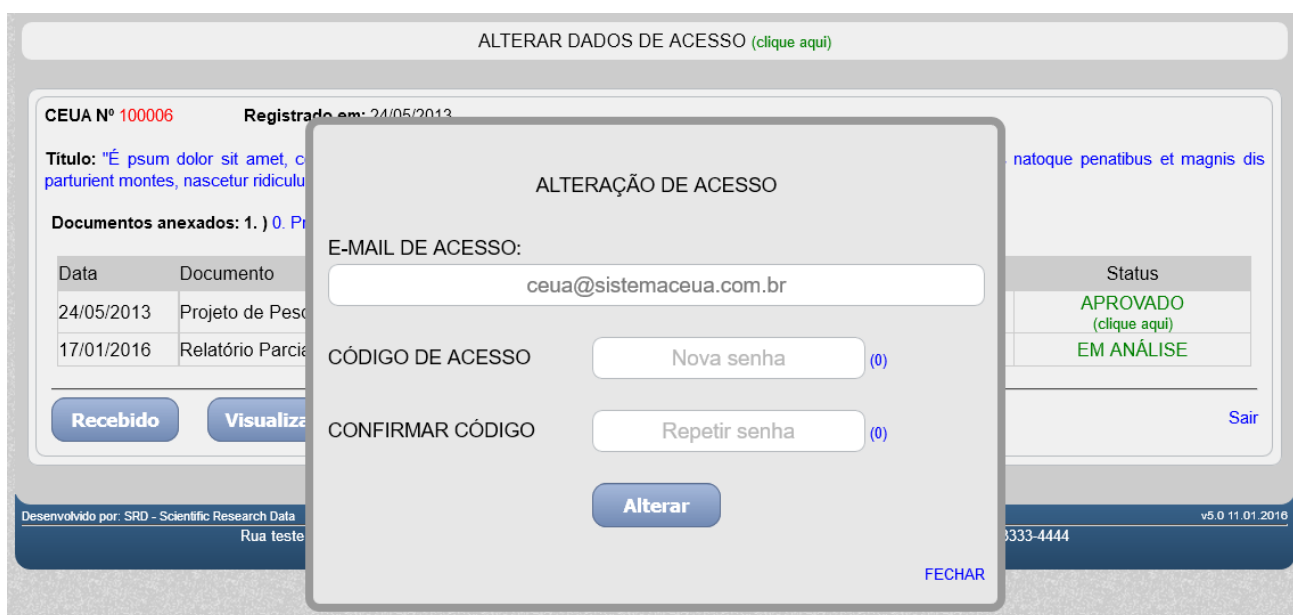 ALTERAR DADOS DE ACESSO (clique aqui)
CEUA Nº 100006 Registrado em: 24/05/2013
Título: "É psum dolor sit amet, c natoque penatibus et magnis dis
parturient montes, nascetur ridiculu
Documentos anexados: 1. ) 0. Pr
Data Documento Status
24/05/2013 Projeto de Pesq APROVADO
(clique aqui)
17/01/2016 Relatório Parcia EM ANÁLISE
Recebido Visualiza Sair
ALTERAÇÃO DE ACESSO
E-MAIL DE ACESSO:
ceua@sistemaceua.com.br
CÓDIGO DE ACESSO Nova senha (0)
CONFIRMAR CÓDIGO Repetir senha (0)
Alterar
FECHAR
Desenvolvido por: SRD - Scientific Research Data v5.0 11.01.2016
Rua teste 3333-4444